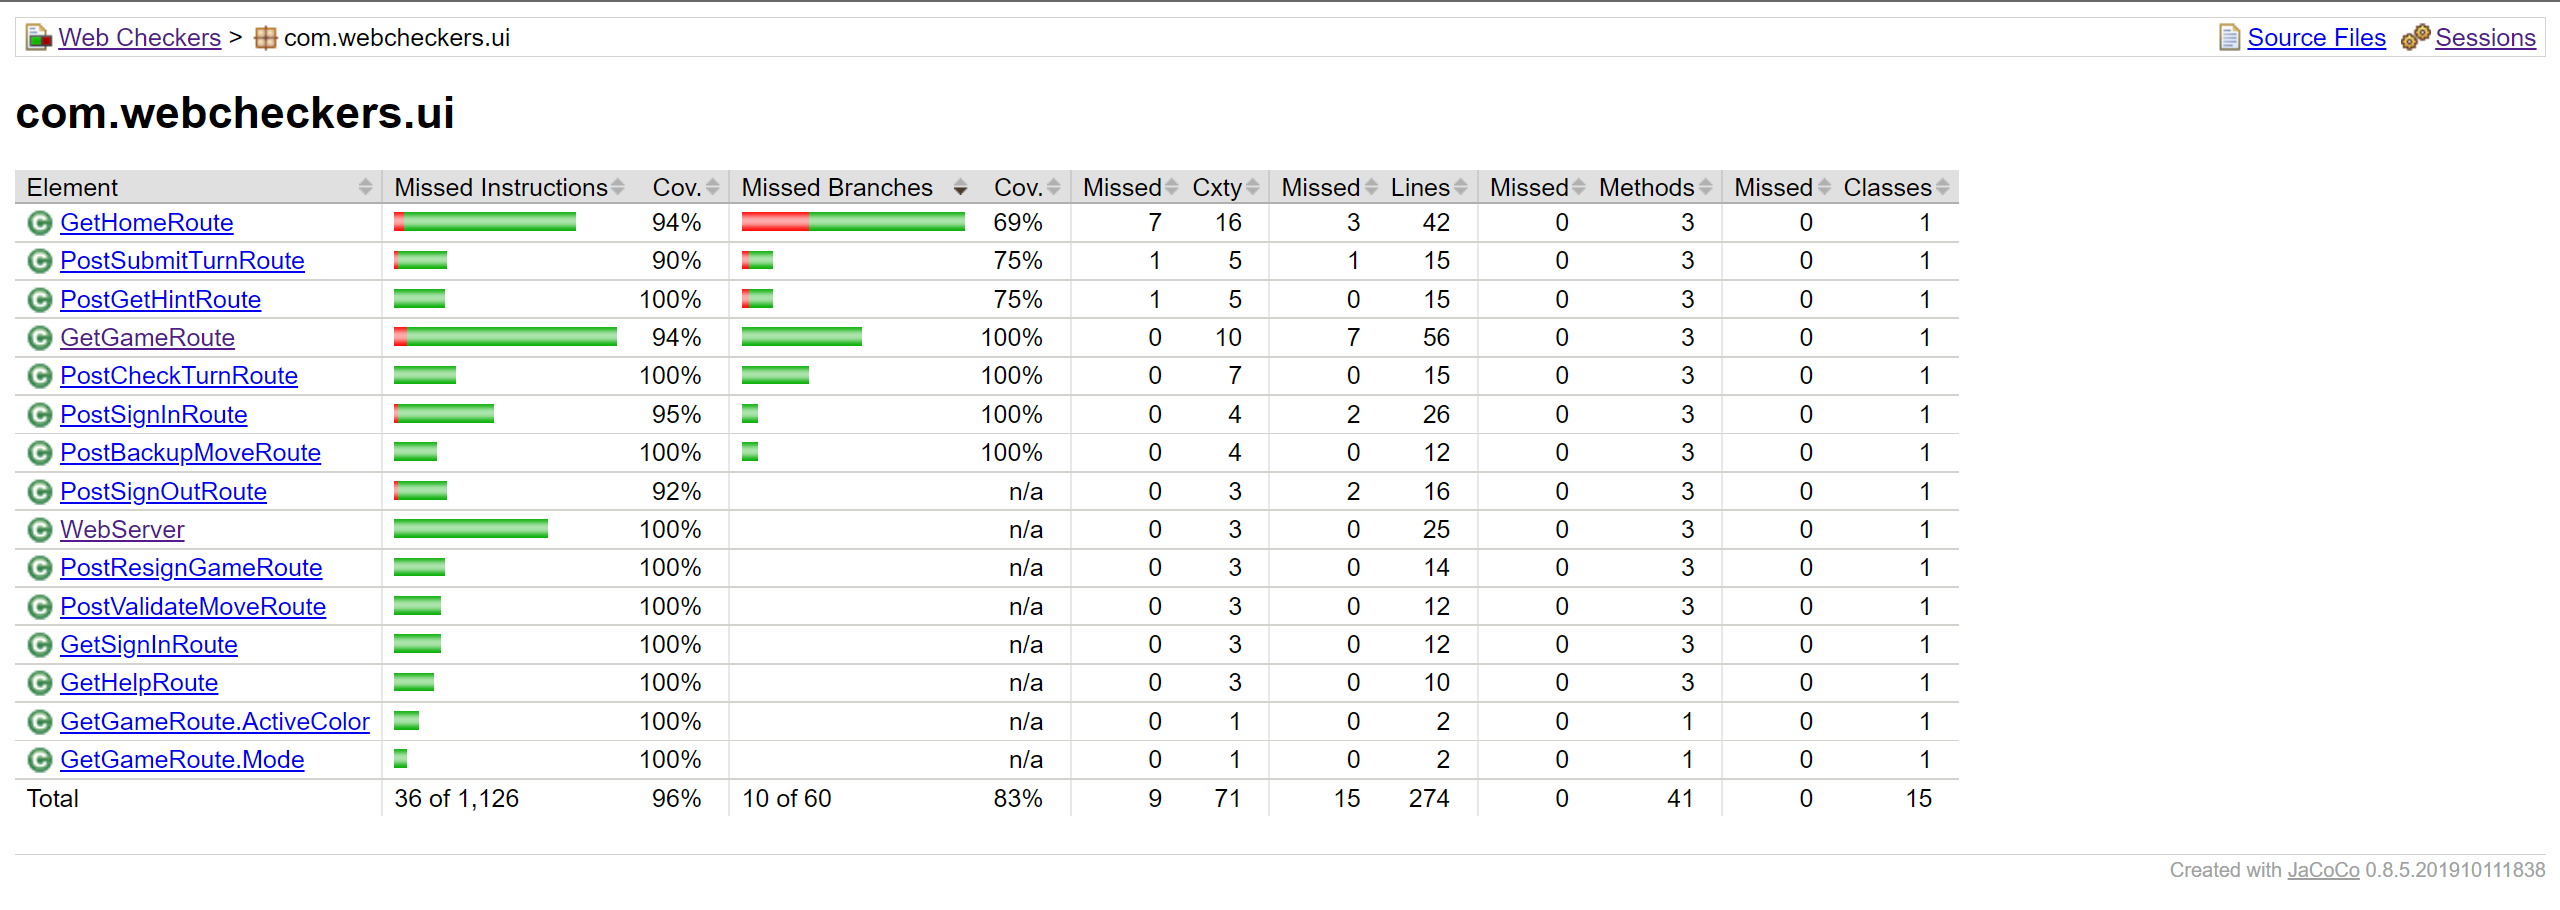 Web Checkers > com.webcheckers.ui Source Files Sessions
com.webcheckers.ui
Element Missed Instructions Cov. Missed Branches Cov. Missed Cxty Missed Lines Missed Methods Missed Classes
GetHomeRoute 94% 69% 7 16 3 42 0 3 0 1
PostSubmitTurnRoute 90% 75% 1 5 1 15 0 3 0 1
PostGetHintRoute 100% 75% 1 5 0 15 0 3 0 1
GetGameRoute 94% 100% 0 10 7 56 0 3 0 1
PostCheckTurnRoute 100% 100% 0 7 0 15 0 3 0 1
PostSignInRoute 95% 100% 0 4 2 26 0 3 0 1
PostBackupMoveRoute 100% 100% 0 4 0 12 0 3 0 1
PostSignOutRoute 92% n/a 0 3 2 16 0 3 0 1
WebServer 100% n/a 0 3 0 25 0 3 0 1
PostResignGameRoute 100% n/a 0 3 0 14 0 3 0 1
PostValidateMoveRoute 100% n/a 0 3 0 12 0 3 0 1
GetSignInRoute 100% n/a 0 3 0 12 0 3 0 1
GetHelpRoute 100% n/a 0 3 0 10 0 3 0 1
GetGameRoute.ActiveColor 100% n/a 0 1 0 2 0 1 0 1
GetGameRoute.Mode 100% n/a 0 1 0 2 0 1 0 1
Total 36 of 1,126 96% 10 of 60 83% 9 71 15 274 0 41 0 15
Created with JaCoCo 0.8.5.201910111838